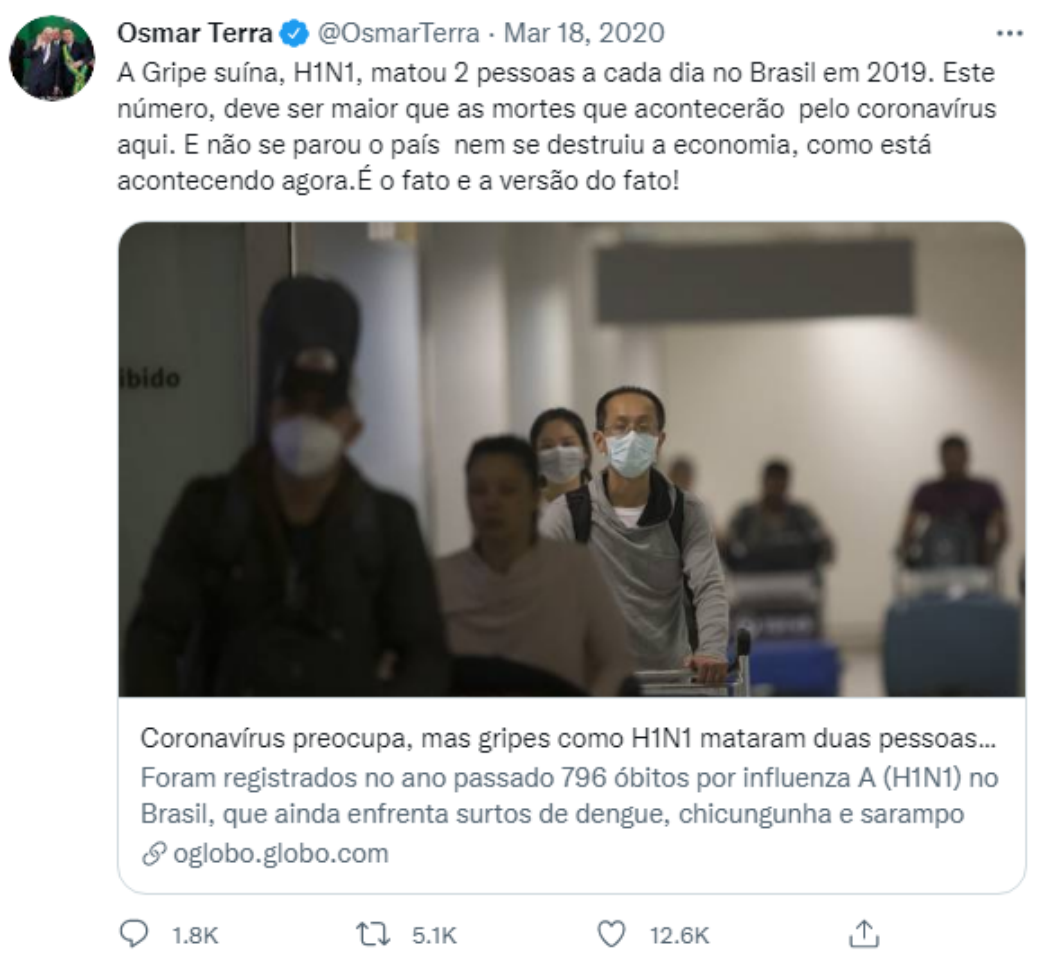 Osmar Terra @OsmarTerra · Mar 18, 2020
A Gripe suína, H1N1, matou 2 pessoas a cada dia no Brasil em 2019. Este
número, deve ser maior que as mortes que acontecerão  pelo coronavírus
aqui. E não se parou o país  nem se destruiu a economia, como está
acontecendo agora.É o fato e a versão do fato!
ibido
Coronavírus preocupa, mas gripes como H1N1 mataram duas pessoas...
Foram registrados no ano passado 796 óbitos por influenza A (H1N1) no
Brasil, que ainda enfrenta surtos de dengue, chicungunha e sarampo
oglobo.globo.com
1.8K 5.1K 12.6K